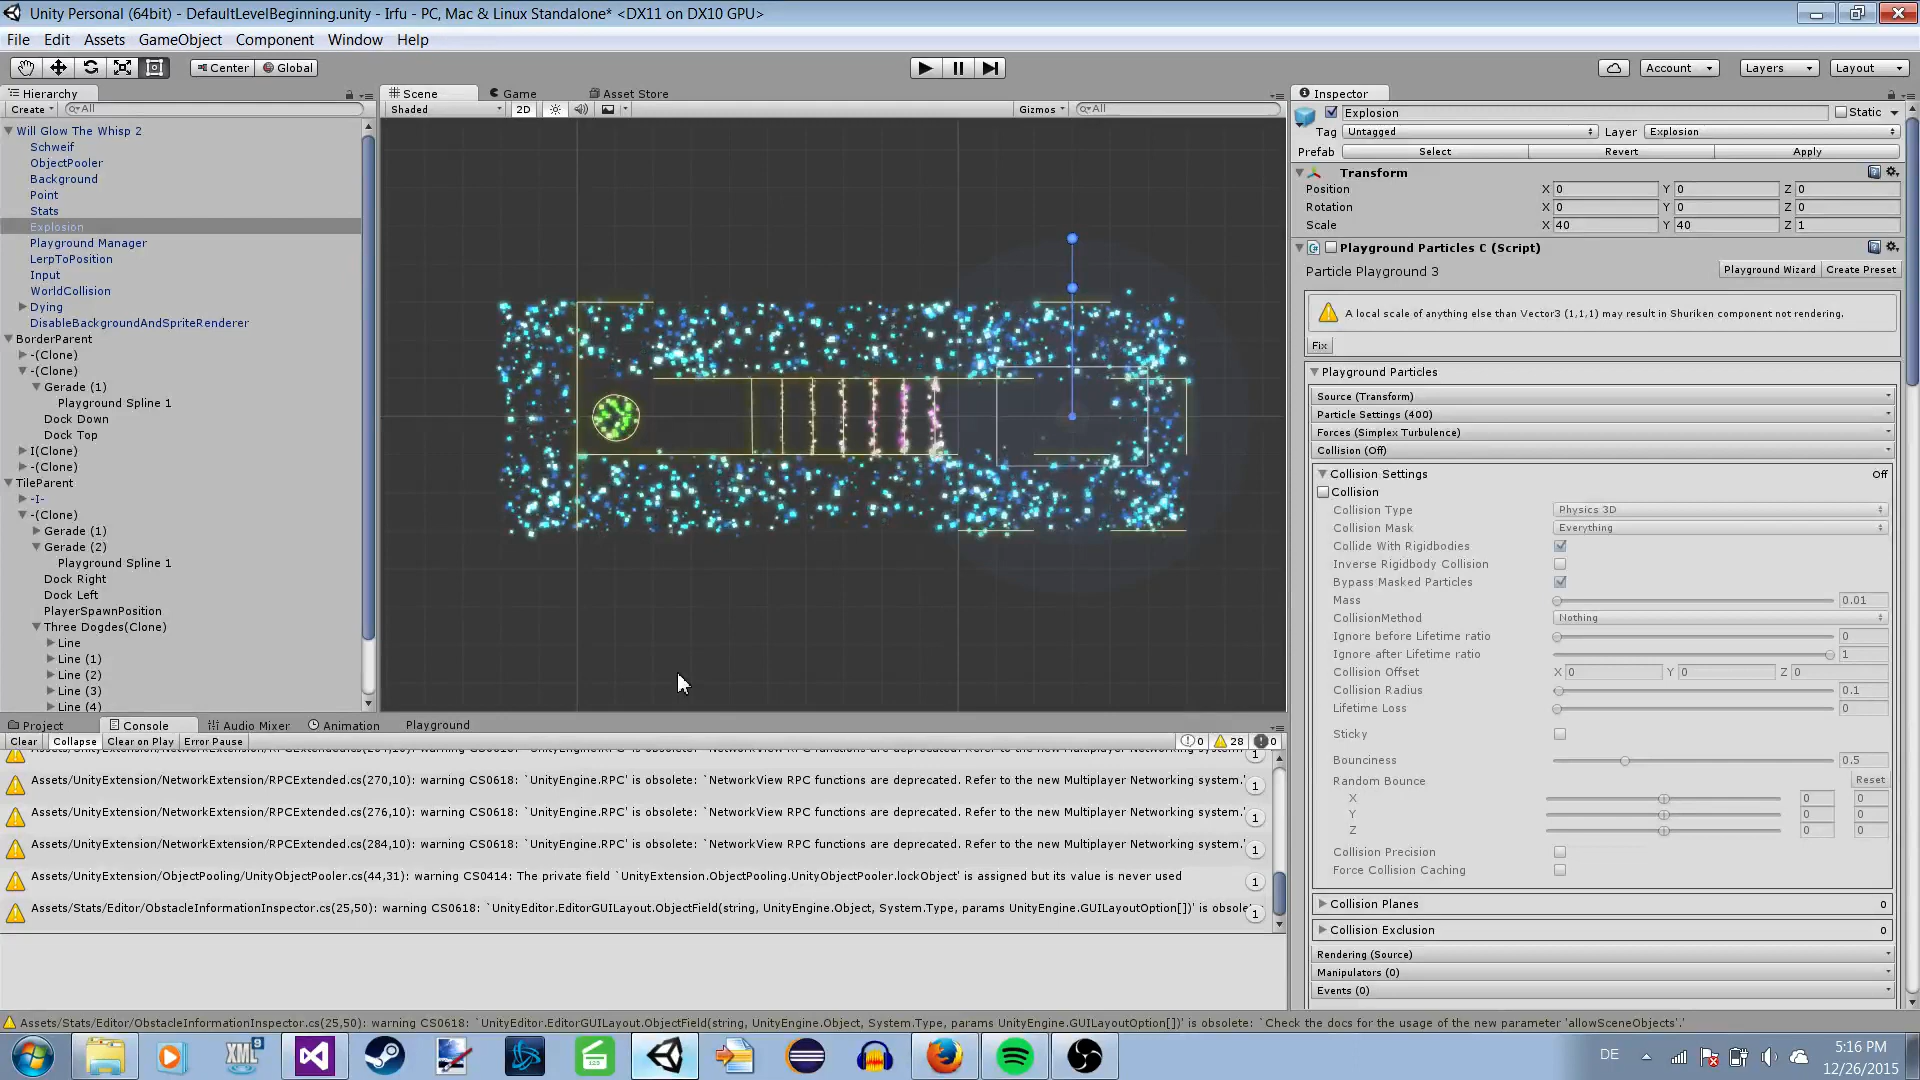 Unity Personal (64bit) - DefaultLevelBeginning.unity - Irfu - PC, Mac & Linux Standalone* <DX11 on DX10 GPU>
File Edit Assets GameObject Component Window Help
Center Global Account Layers Layout
Hierarchy Scene Game Asset Store Inspector
Create All Shaded 2D Gizmos All
Explosion Static
Tag Untagged Layer Explosion
Prefab Select Revert Apply
Transform
Position X 0 Y 0 Z 0
Rotation X 0 Y 0 Z 0
Scale X 40 Y 40 Z 1
Playground Particles C (Script)
Particle Playground 3 Playground Wizard Create Preset
A local scale of anything else than Vector3 (1,1,1) may result in Shuriken component not rendering.
Fix
Playground Particles
Source (Transform)
Particle Settings (400)
Forces (Simplex Turbulence)
Collision (Off)
Collision Settings Off
Collision
Collision Type Physics 3D
Collision Mask Everything
Collide With Rigidbodies
Inverse Rigidbody Collision
Bypass Masked Particles
Mass 0.01
CollisionMethod Nothing
Ignore before Lifetime ratio 0
Ignore after Lifetime ratio 1
Collision Offset X 0 Y 0 Z 0
Collision Radius 0.1
Lifetime Loss 0
Sticky
Bounciness 0.5
Random Bounce Reset
X 0 0
Y 0 0
Z 0 0
Collision Precision
Force Collision Caching
Collision Planes 0
Collision Exclusion 0
Rendering (Source)
Manipulators (0)
Events (0)
Will Glow The Whisp 2
Schweif
ObjectPooler
Background
Point
Stats
Explosion
Playground Manager
LerpToPosition
Input
WorldCollision
Dying
DisableBackgroundAndSpriteRenderer
BorderParent
-(Clone)
-(Clone)
Gerade (1)
Playground Spline 1
Dock Down
Dock Top
I(Clone)
-(Clone)
TileParent
-I-
-(Clone)
Gerade (1)
Gerade (2)
Playground Spline 1
Dock Right
Dock Left
PlayerSpawnPosition
Three Dogdes(Clone)
Line
Line (1)
Line (2)
Line (3)
Line (4)
Project Console Audio Mixer Animation Playground
Clear Collapse Clear on Play Error Pause 0 28 0
Assets/UnityExtension/NetworkExtension/RPCExtended.cs(270,10): warning CS0618: `UnityEngine.RPC' is obsolete: `NetworkView RPC functions are deprecated. Refer to the new Multiplayer Networking system.' 1
Assets/UnityExtension/NetworkExtension/RPCExtended.cs(276,10): warning CS0618: `UnityEngine.RPC' is obsolete: `NetworkView RPC functions are deprecated. Refer to the new Multiplayer Networking system.' 1
Assets/UnityExtension/NetworkExtension/RPCExtended.cs(284,10): warning CS0618: `UnityEngine.RPC' is obsolete: `NetworkView RPC functions are deprecated. Refer to the new Multiplayer Networking system.' 1
Assets/UnityExtension/ObjectPooling/UnityObjectPooler.cs(44,31): warning CS0414: The private field `UnityExtension.ObjectPooling.UnityObjectPooler.lockObject' is assigned but its value is never used 1
Assets/Stats/Editor/ObstacleInformationInspector.cs(25,50): warning CS0618: `UnityEditor.EditorGUILayout.ObjectField(string, UnityEngine.Object, System.Type, params UnityEngine.GUILayoutOption[])' is obsole 1
Assets/Stats/Editor/ObstacleInformationInspector.cs(25,50): warning CS0618: `UnityEditor.EditorGUILayout.ObjectField(string, UnityEngine.Object, System.Type, params UnityEngine.GUILayoutOption[])' is obsolete: `Check the docs for the usage of the new parameter 'allowSceneObjects'.'
XML 9
DE
5:16 PM
12/26/2015